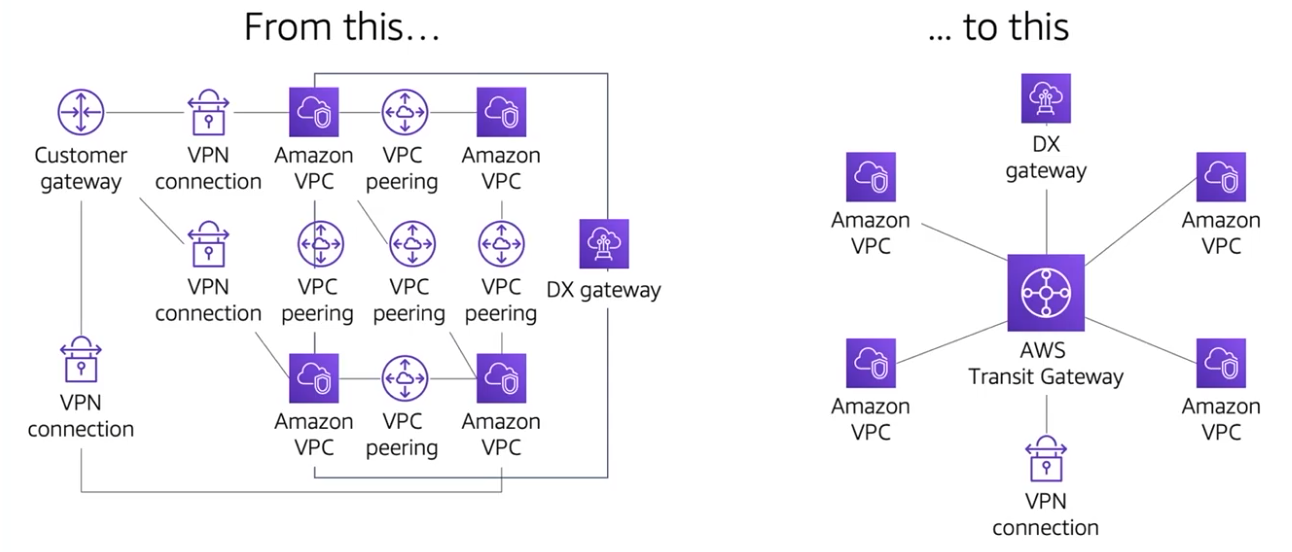 From this...
Customer
gateway
VPN
connection
Amazon
VPC
VPC
peering
Amazon
VPC
VPN
connection
VPC
peering
VPC
peering
VPC
peering
DX gateway
VPN
connection
Amazon
VPC
VPC
peering
Amazon
VPC
... to this
DX
gateway
Amazon
VPC
Amazon
VPC
AWS
Transit Gateway
Amazon
VPC
Amazon
VPC
VPN
connection